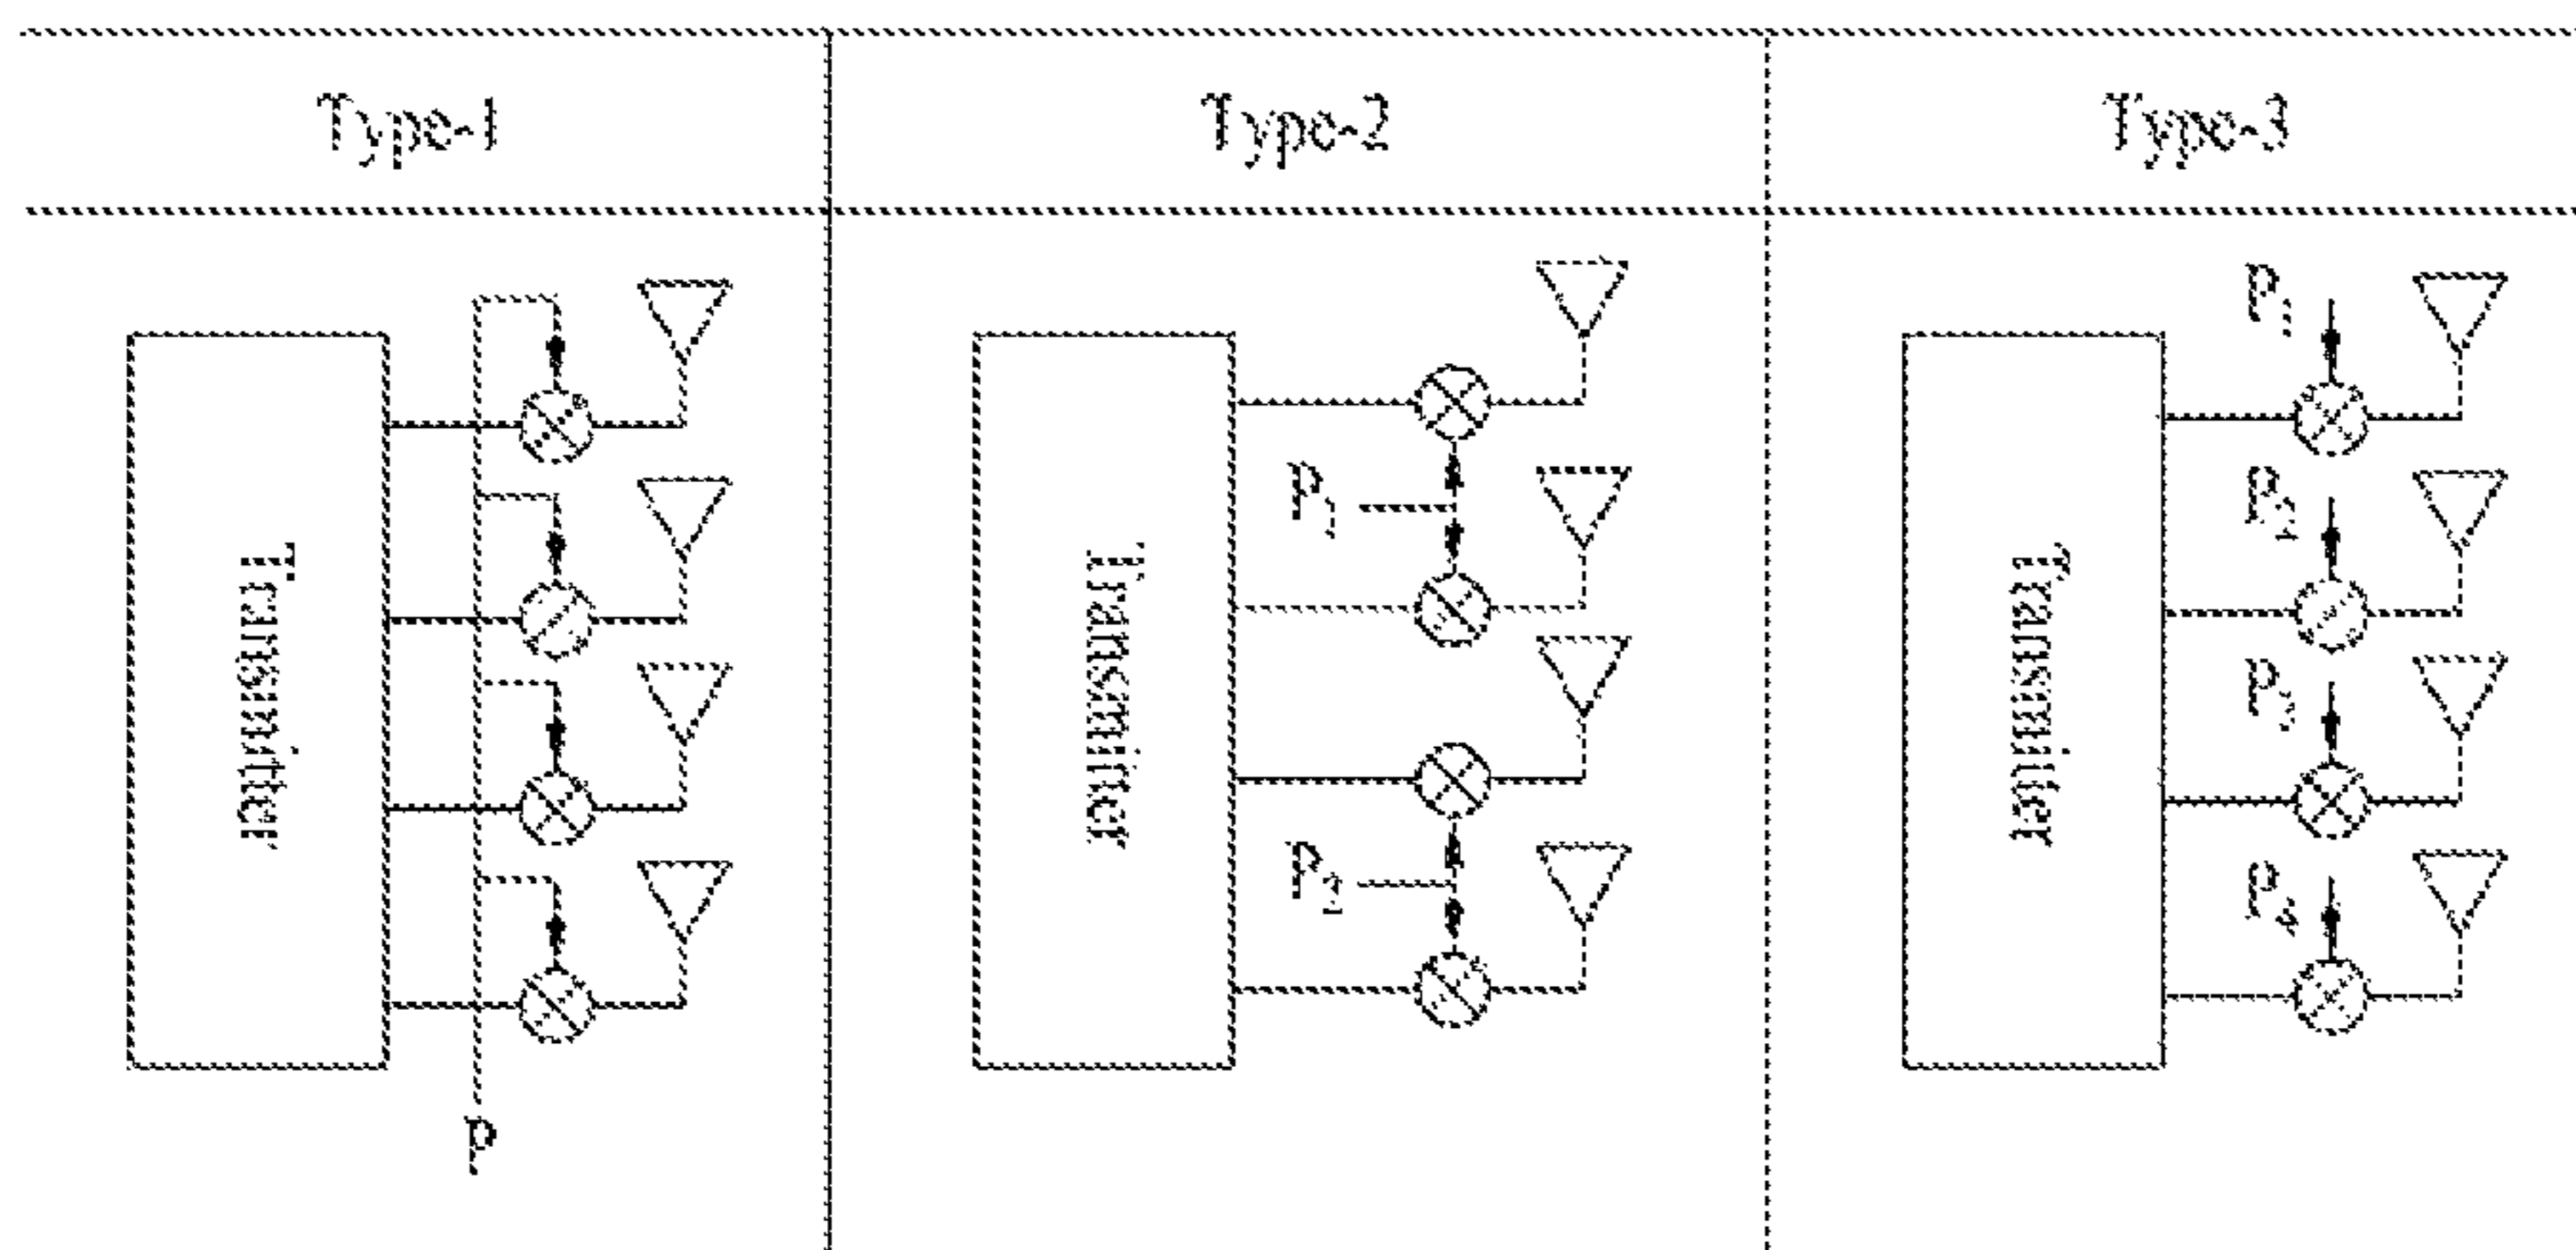 Type-1
Type-2
Type-3
Transmitter
P
Transmitter
P1
P2
Transmitter
P1
P2
P3
P4